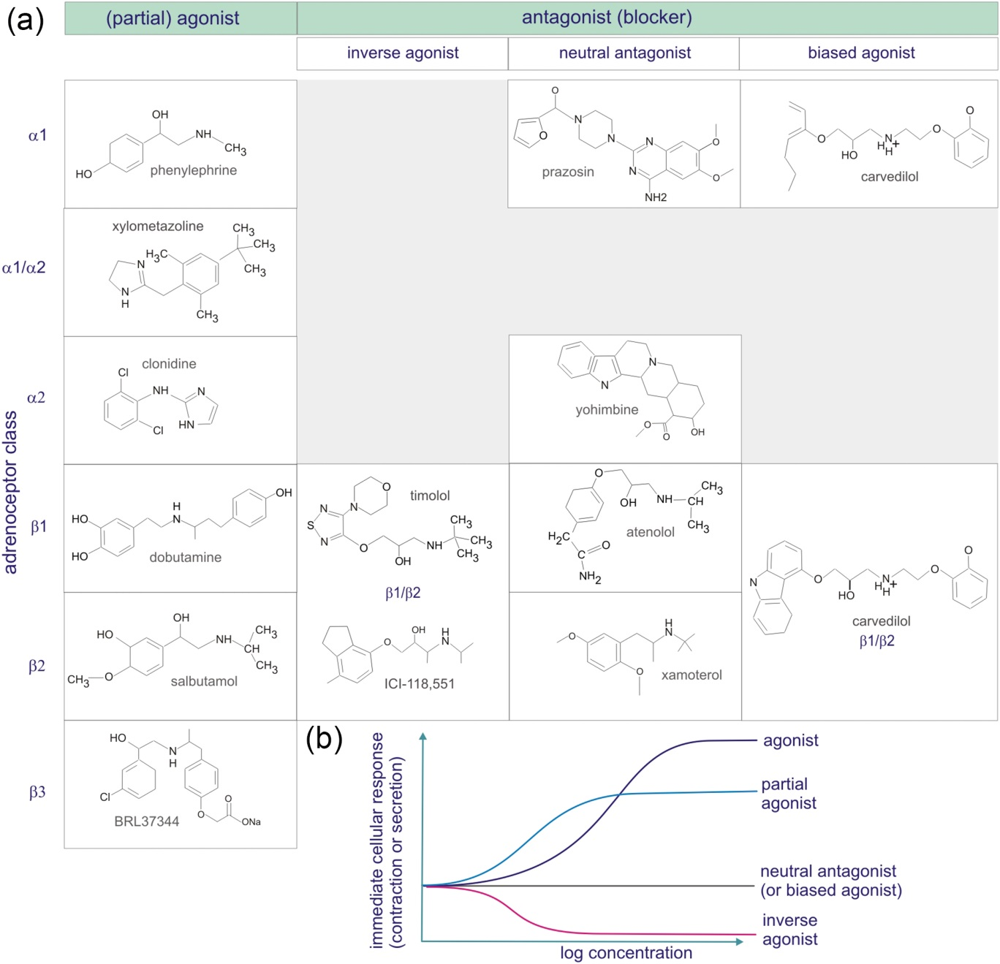 (a)
(partial) agonist
antagonist (blocker)
inverse agonist
neutral antagonist
biased agonist
adrenoceptor class
α1
OH
NH
CH3
HO
phenylephrine
O
N
O
N
N
N
O
O
NH2
prazosin
O
OH
O
HO
N
H
H
+
O
carvedilol
α1/α2
xylometazoline
CH3
CH3
CH3
H3C
N
N
H
CH3
α2
clonidine
Cl
NH
N
HN
Cl
N
N
yohimbine
O
O
OH
β1
OH
HO
H
N
HO
dobutamine
O
N
timolol
N
S
N
O
OH
NH
CH3
CH3
CH3
β1/β2
O
OH
NH
CH3
CH
CH3
H2C
C
O
NH2
atenolol
N
O
HO
N
H
H
+
O
O
carvedilol
β1/β2
β2
OH
HO
NH
CH3
CH
CH3
CH3
O
salbutamol
O
OH
H
N
ICI-118,551
O
H
N
O
xamoterol
β3
HO
N
H
Cl
O
O
ONa
BRL37344
(b)
immediate cellular response
(contraction or secretion)
agonist
partial
agonist
neutral antagonist
(or biased agonist)
inverse
agonist
log concentration